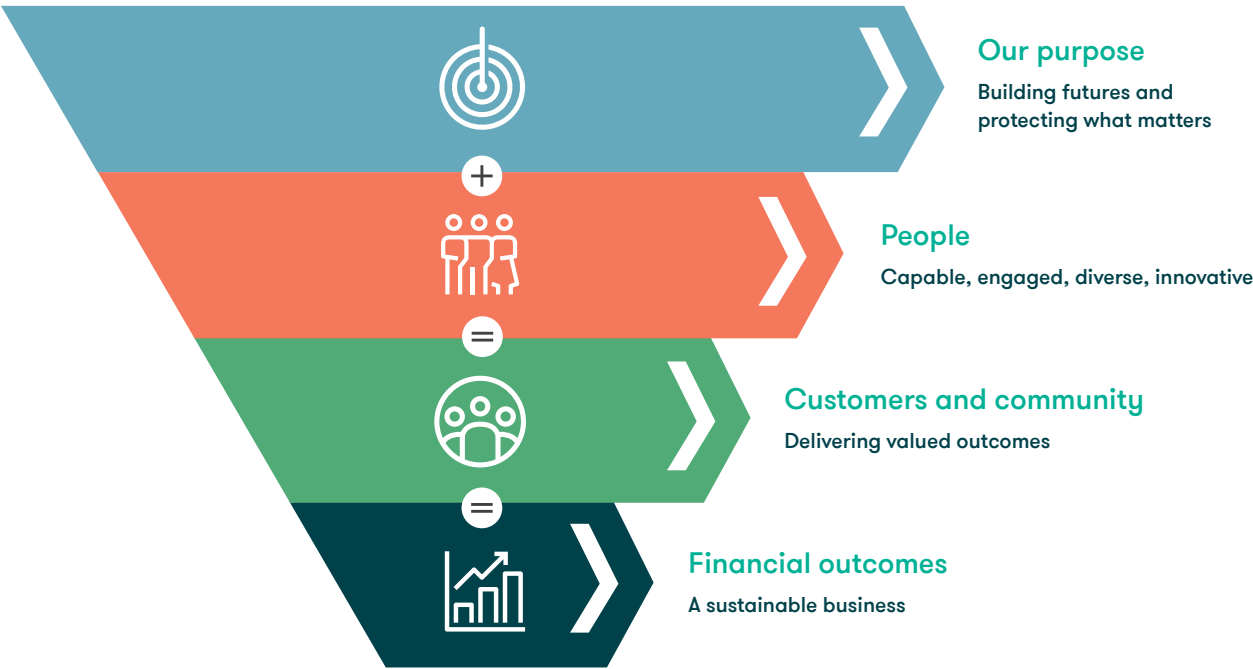 Our purpose
Building futures and
protecting what matters
+
People
Capable, engaged, diverse, innovative
=
Customers and community
Delivering valued outcomes
=
Financial outcomes
A sustainable business